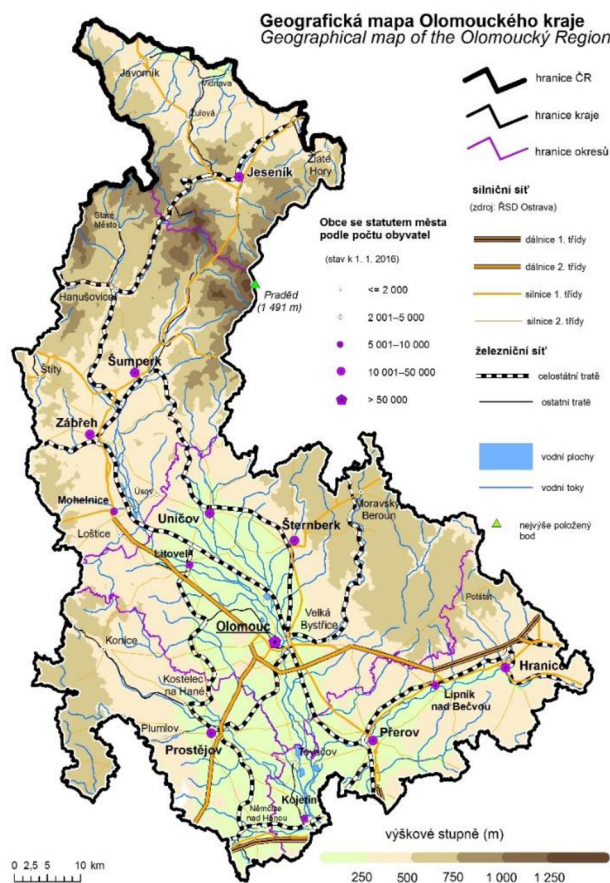 Geografická mapa Olomouckého kraje
Geographical map of the Olomoucký Region
hranice ČR
hranice kraje
hranice okresů
silniční síť
(zdroj: ŘSD Ostrava)
dálnice 1. třídy
dálnice 2. třídy
silnice 1. třídy
silnice 2. třídy
železniční síť
celostátní tratě
ostatní tratě
vodní plochy
vodní toky
nejvýše položený
bod
Obce se statutem města
podle počtu obyvatel
(stav k 1. 1. 2016)
<= 2 000
2 001–5 000
5 001–10 000
10 001–50 000
> 50 000
Javorník
Vidnava
Žulová
Zlaté
Hory
Jeseník
Staré
Město
Hanušovice
Praděd
(1 491 m)
Šumperk
Štíty
Zábřeh
Mohelnice
Úsov
Uničov
Loštice
Litovel
Šternberk
Moravský
Beroun
Velká
Bystřice
Potštát
Olomouc
Konice
Kostelec
na Hané
Hranice
Lipník
nad Bečvou
Plumlov
Prostějov
Přerov
Tovačov
Kojetín
Němčice
nad Hanou
0 2,5 5 10 km
výškové stupně (m)
250 500 750 1 000 1 250